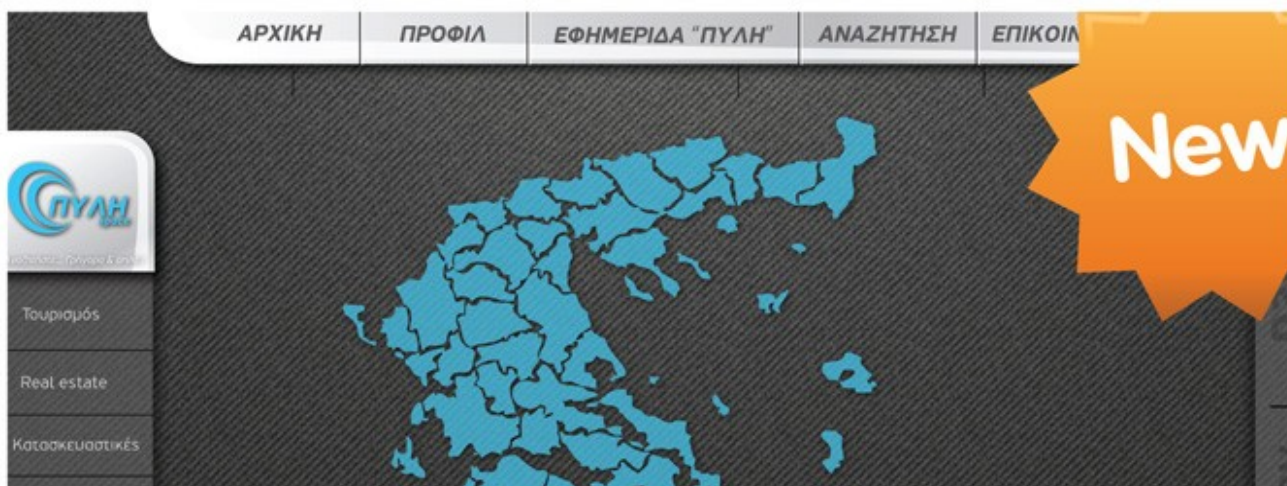 ΑΡΧΙΚΗ
ΠΡΟΦΙΛ
ΕΦΗΜΕΡΙΔΑ "ΠΥΛΗ"
ΑΝΑΖΗΤΗΣΗ
ΕΠΙΚΟΙΝ
New
ΠΥΛΗ
Τουρισμός
Real estate
Κατασκευαστικές